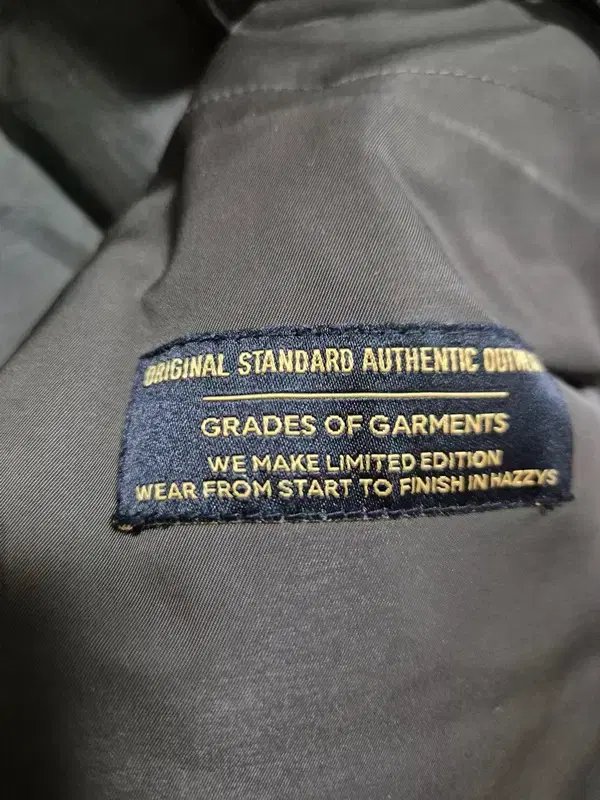 ORIGINAL STANDARD AUTHENTIC
GRADES OF GARMENTS
WE MAKE LIMITED EDITION
WEAR FROM START TO FINISH IN HAZZYS